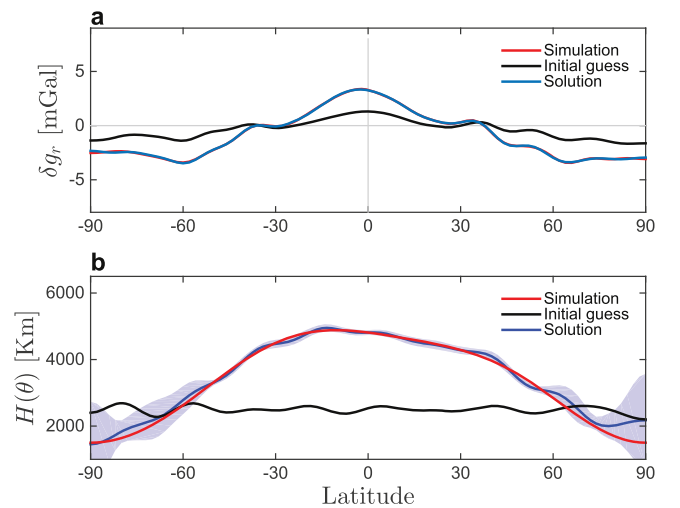 a
Simulation
Initial guess
Solution
5
0
-5
δg_r [mGal]
-90 -60 -30 0 30 60 90
b
Simulation
Initial guess
Solution
6000
4000
2000
H(θ) [Km]
-90 -60 -30 0 30 60 90
Latitude